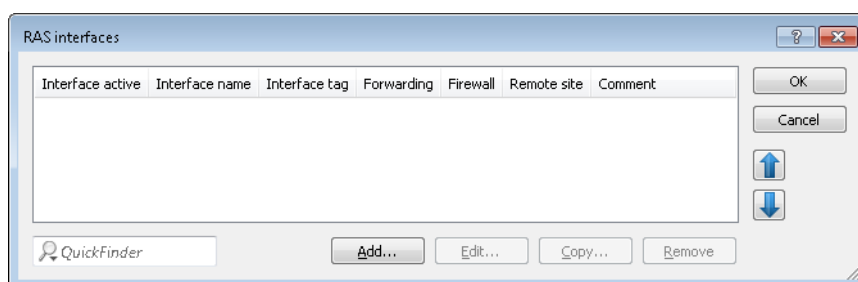 RAS interfaces
Interface active Interface name Interface tag Forwarding Firewall Remote site Comment
OK
Cancel
QuickFinder
Add... Edit... Copy... Remove